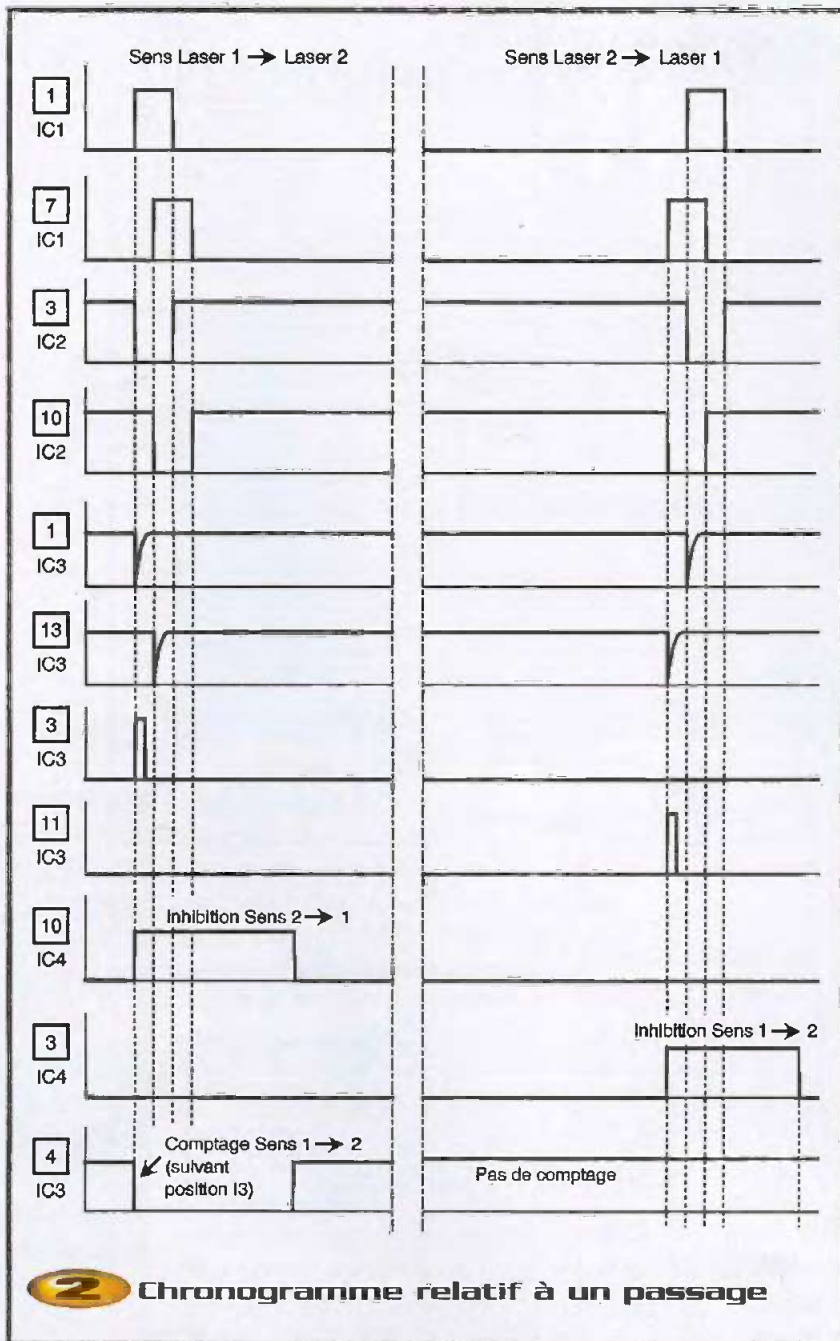 Sens Laser 1 → Laser 2
Sens Laser 2 → Laser 1
1
IC1
7
IC1
3
IC2
10
IC2
1
IC3
13
IC3
3
IC3
11
IC3
10
IC4
Inhibition Sens 2 → 1
3
IC4
Inhibition Sens 1 → 2
4
IC3
Comptage Sens 1 → 2
(suivant
position I3)
Pas de comptage
2 Chronogramme relatif à un passage